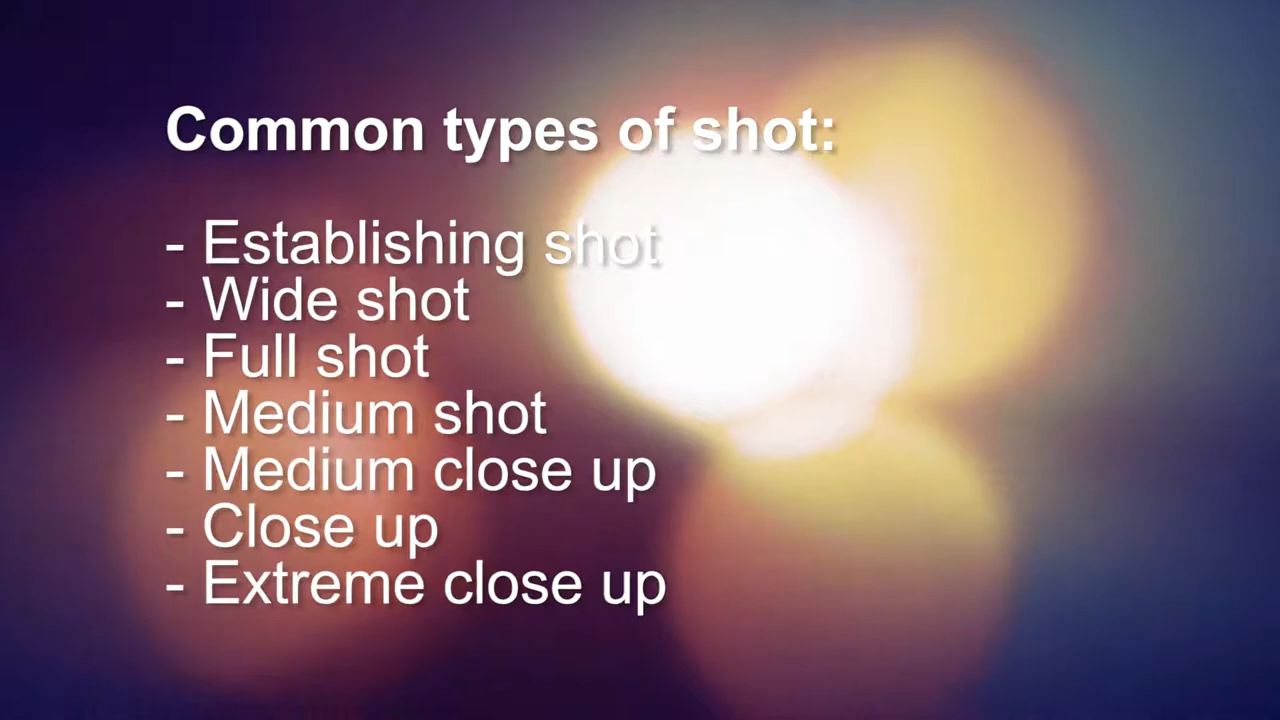 Common types of shot:
- Establishing shot
- Wide shot
- Full shot
- Medium shot
- Medium close up
- Close up
- Extreme close up